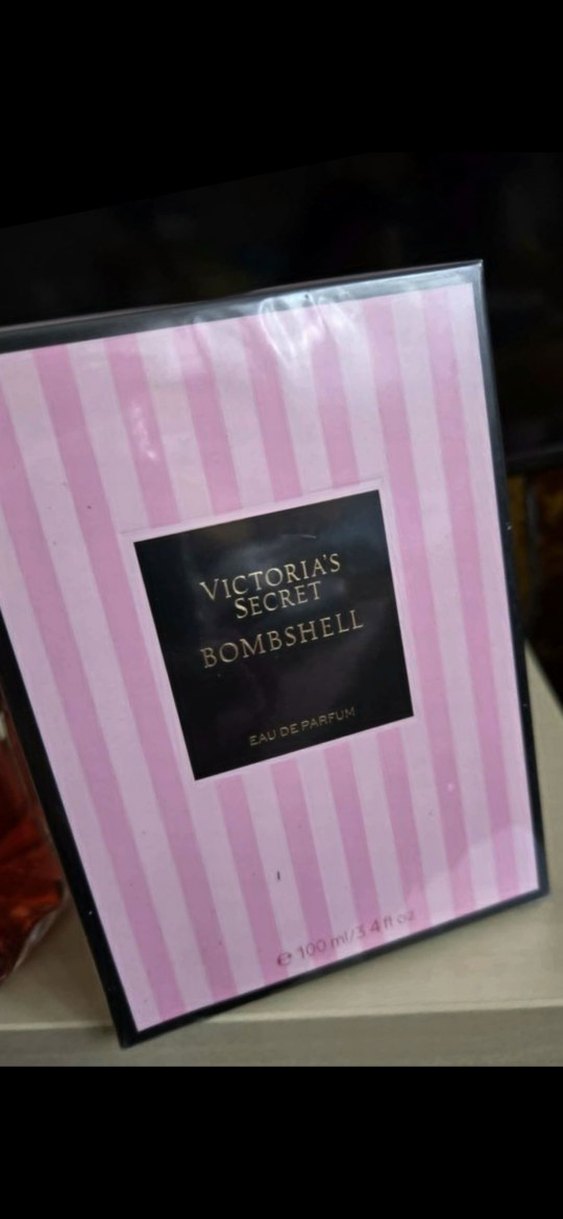 VICTORIA'S
SECRET
BOMBSHELL
EAU DE PARFUM
℮ 100 ml/3 4 fl oz